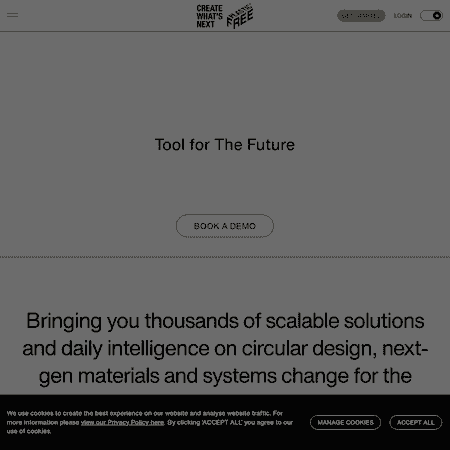 CREATE
WHAT'S
NEXT
FREE
LOGIN
Tool for The Future
BOOK A DEMO
Bringing you thousands of scalable solutions
and daily intelligence on circular design, next-
gen materials and systems change for the
We use cookies to create the best experience on our website and analyse website traffic. For
more information please view our Privacy Policy here. By clicking 'ACCEPT ALL' you agree to our
use of cookies.
MANAGE COOKIES
ACCEPT ALL